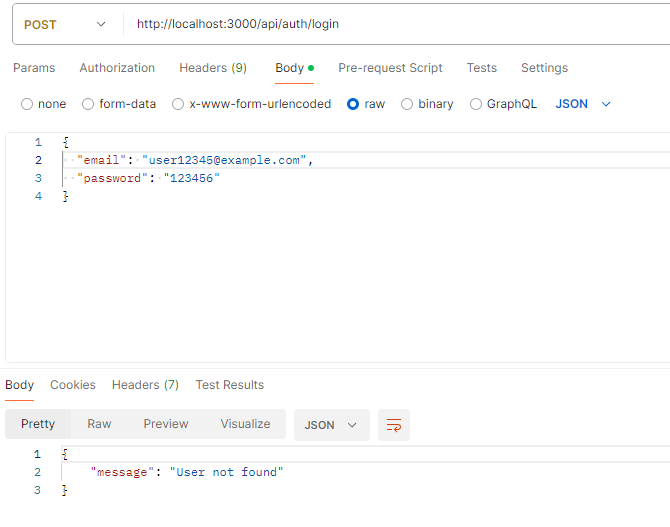 POST http://localhost:3000/api/auth/login
Params Authorization Headers (9) Body Pre-request Script Tests Settings
none form-data x-www-form-urlencoded raw binary GraphQL JSON
1 {
2 "email": "user12345@example.com",
3 "password": "123456"
4 }
Body Cookies Headers (7) Test Results
Pretty Raw Preview Visualize JSON
1 {
2 "message": "User not found"
3 }